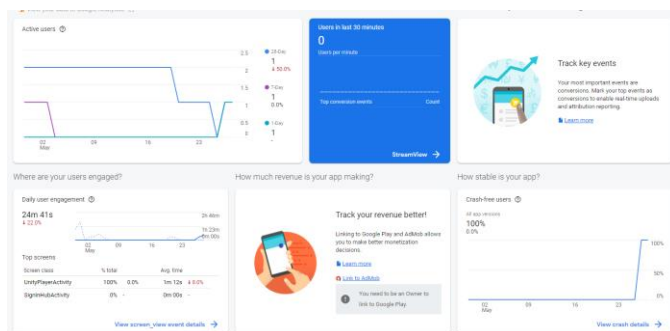 Active users
2.5
2
1.5
1
0.5
0
28-Day
1
50.0%
7-Day
1
0.0%
1-Day
1
-
02
May
09
16
23
Users in last 30 minutes
0
Users per minute
Top conversion events Count
StreamView
Track key events
Your most important events are
conversions. Mark your top events as
conversions to enable real-time uploads
and attribution reporting.
Learn more
Where are your users engaged?
Daily user engagement
24m 41s
22.0%
2h 46m
1h 23m
0m 00s
02
May
09
16
23
Top screens
Screen class % total Avg. time
UnityPlayerActivity 100% 0.0% 1m 12s 0.0%
SignInHubActivity 0% - 0m 00s -
View screen_view event details
How much revenue is your app making?
Track your revenue better!
Linking to Google Play and AdMob allows
you to make better monetization
decisions.
Learn more
Link to AdMob
You need to be an Owner to
link to Google Play.
How stable is your app?
Crash-free users
All app versions
100%
0.0%
100%
50%
0%
02
May
09
16
23
View crash details